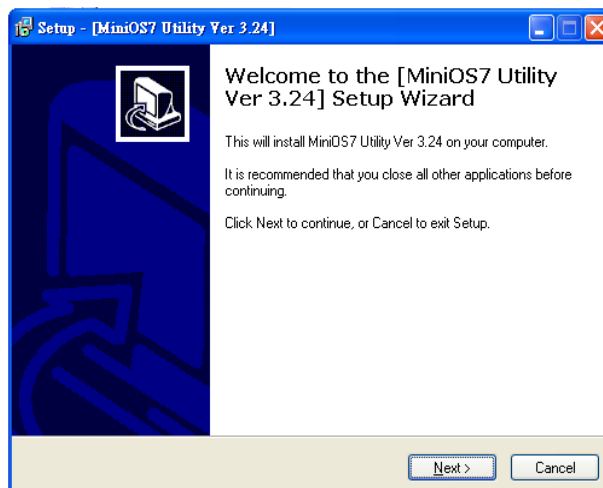 Setup - [MiniOS7 Utility Ver 3.24]
Welcome to the [MiniOS7 Utility
Ver 3.24] Setup Wizard
This will install MiniOS7 Utility Ver 3.24 on your computer.
It is recommended that you close all other applications before
continuing.
Click Next to continue, or Cancel to exit Setup.
Next >
Cancel